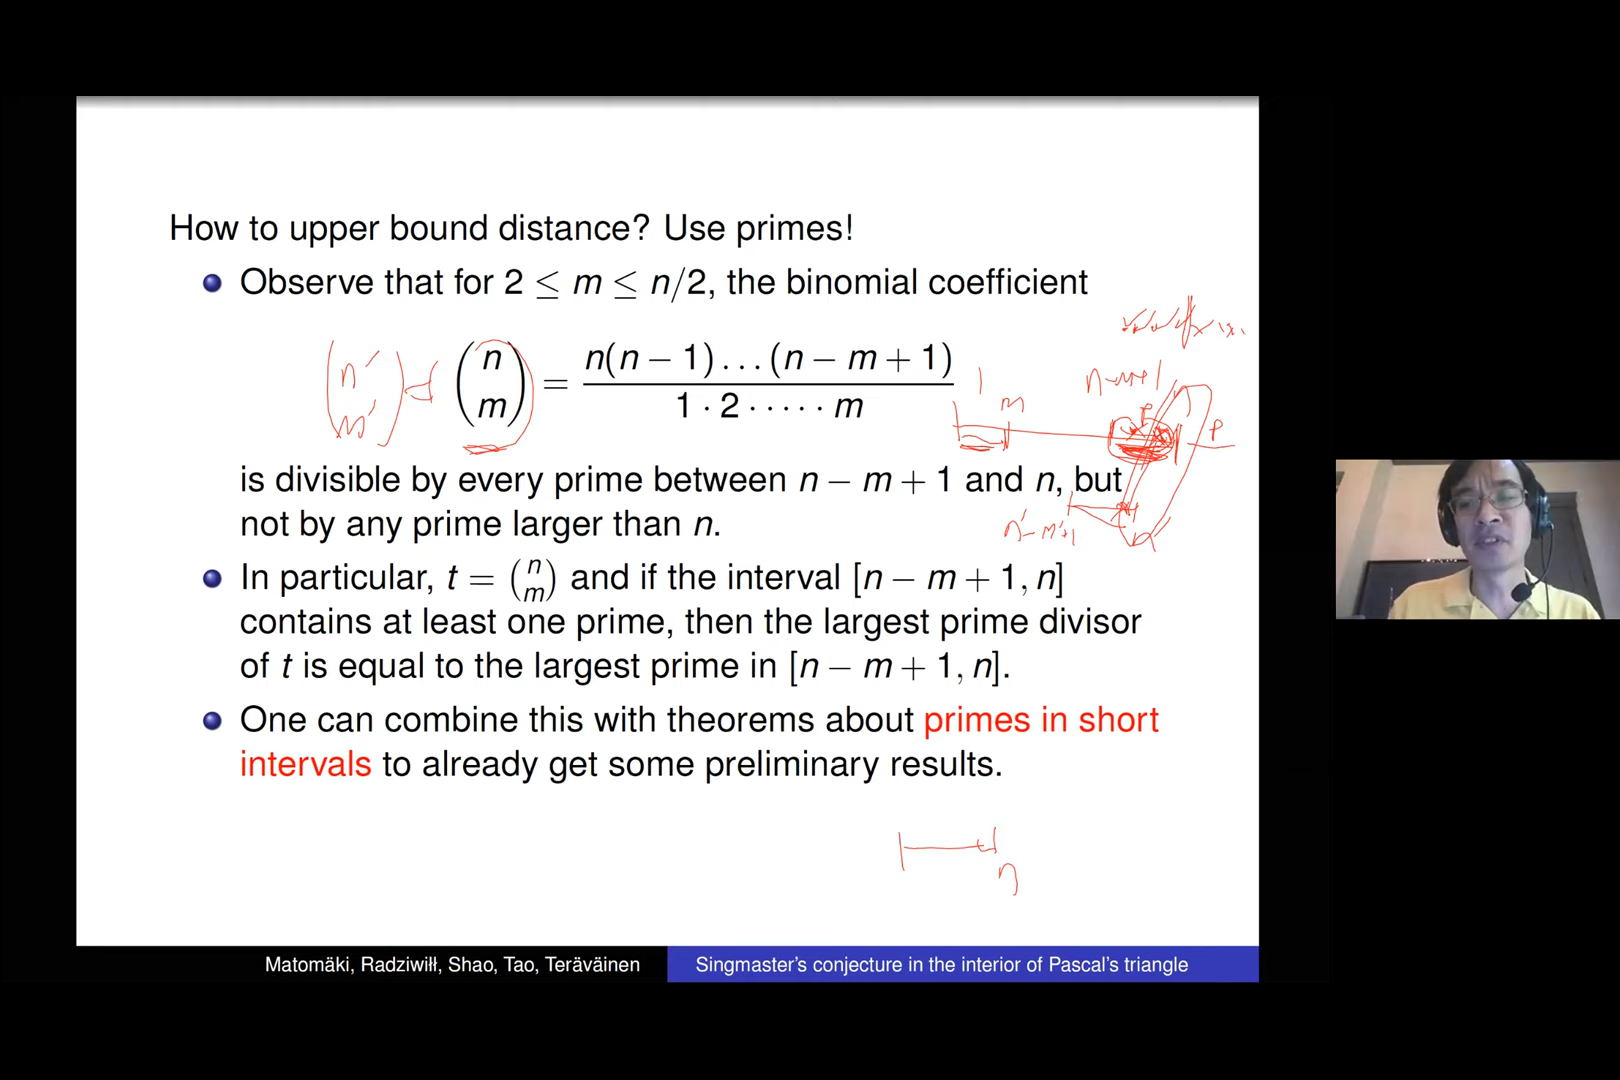 How to upper bound distance? Use primes!
Observe that for 2 ≤ m ≤ n/2, the binomial coefficient
(n′ m′) = (n m) = n(n − 1)...(n − m + 1) / 1 · 2 · · · · · m
1 m n-m+1 n P P
is divisible by every prime between n − m + 1 and n, but
n′-m′+1 n′
not by any prime larger than n.
In particular, t = (n m) and if the interval [n − m + 1, n]
contains at least one prime, then the largest prime divisor
of t is equal to the largest prime in [n − m + 1, n].
One can combine this with theorems about primes in short
intervals to already get some preliminary results.
n
Matomäki, Radziwiłł, Shao, Tao, Teräväinen
Singmaster's conjecture in the interior of Pascal's triangle